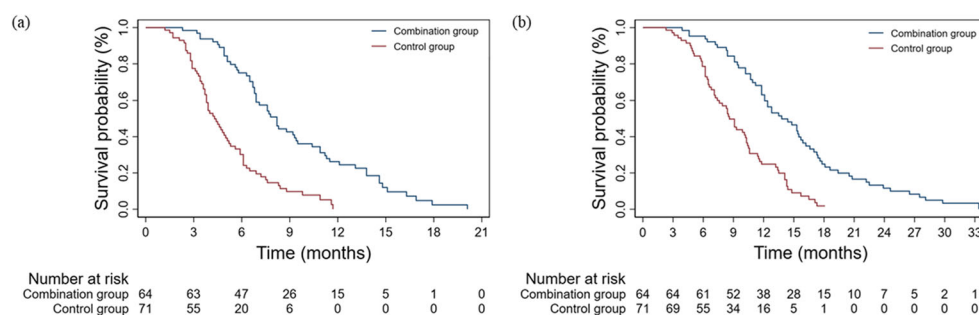 (a)
Survival probability (%)
1.0
0.8
0.6
0.4
0.2
0.0
Combination group
Control group
0 3 6 9 12 15 18 21
Time (months)
Number at risk
Combination group 64 63 47 26 15 5 1 0
Control group 71 55 20 6 0 0 0 0
(b)
Survival probability (%)
1.0
0.8
0.6
0.4
0.2
0.0
Combination group
Control group
0 3 6 9 12 15 18 21 24 27 30 33
Time (months)
Number at risk
Combination group 64 64 61 52 38 28 15 10 7 5 2 1
Control group 71 69 55 34 16 5 1 0 0 0 0 0